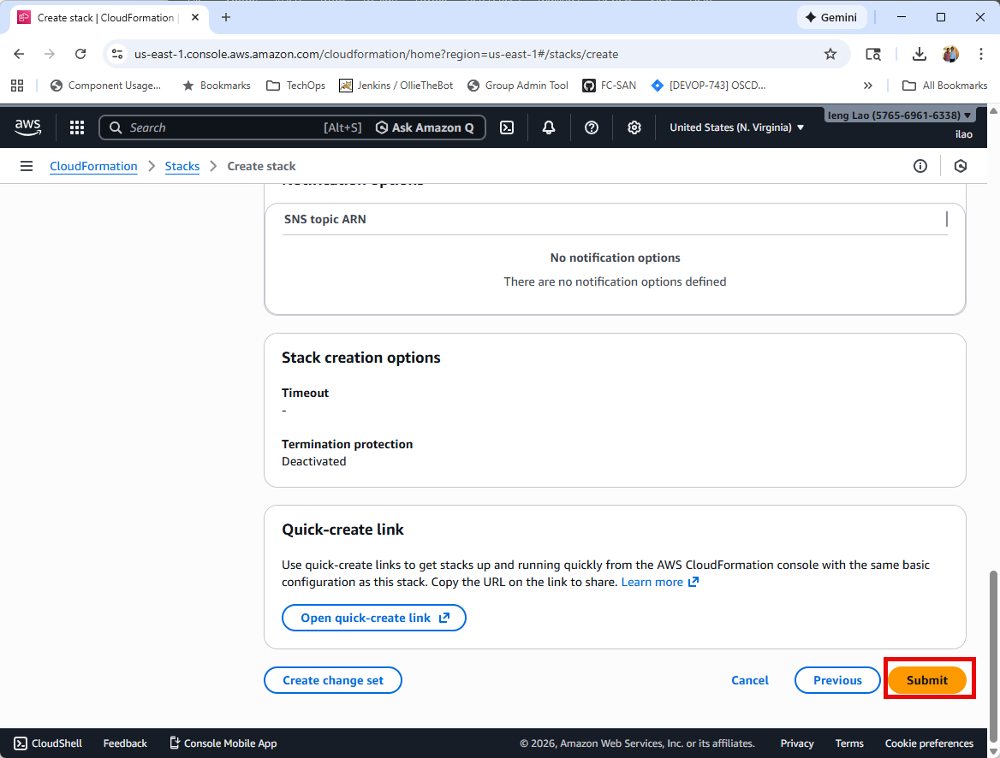 Create stack | CloudFormation
Gemini
us-east-1.console.aws.amazon.com/cloudformation/home?region=us-east-1#/stacks/create
Component Usage...
Bookmarks
TechOps
Jenkins / OllieTheBot
Group Admin Tool
FC-SAN
[DEVOP-743] OSCD...
All Bookmarks
aws
Search
[Alt+S]
Ask Amazon Q
United States (N. Virginia)
Ieng Lao (5765-6961-6338)
ilao
CloudFormation
Stacks
Create stack
Notification options
SNS topic ARN
No notification options
There are no notification options defined
Stack creation options
Timeout
-
Termination protection
Deactivated
Quick-create link
Use quick-create links to get stacks up and running quickly from the AWS CloudFormation console with the same basic
configuration as this stack. Copy the URL on the link to share. Learn more
Open quick-create link
Create change set
Cancel
Previous
Submit
CloudShell
Feedback
Console Mobile App
© 2026, Amazon Web Services, Inc. or its affiliates.
Privacy
Terms
Cookie preferences